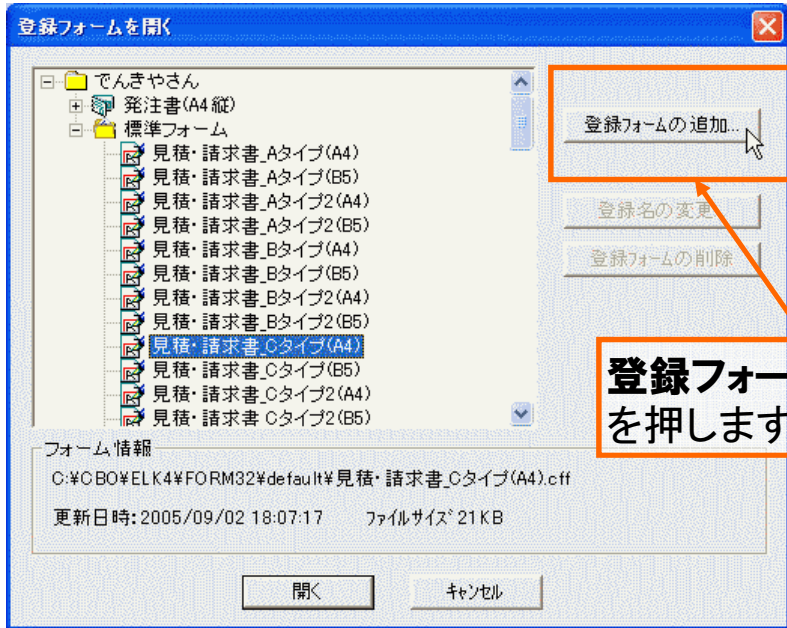 登録フォームを開く
でんきやさん
発注書(A4縦)
標準フォーム
見積・請求書_Aタイプ(A4)
見積・請求書_Aタイプ(B5)
見積・請求書_Aタイプ2(A4)
見積・請求書_Aタイプ2(B5)
見積・請求書_Bタイプ(A4)
見積・請求書_Bタイプ(B5)
見積・請求書_Bタイプ2(A4)
見積・請求書_Bタイプ2(B5)
見積・請求書_Cタイプ(A4)
見積・請求書_Cタイプ(B5)
見積・請求書_Cタイプ2(A4)
見積・請求書_Cタイプ2(B5)
登録フォームの追加...
登録名の変更
登録フォームの削除
登録フォー
を押します
フォーム情報
C:¥CBO¥ELK4¥FORM32¥default¥見積・請求書_Cタイプ(A4).cff
更新日時:2005/09/02 18:07:17 ファイルサイズ 21KB
開く
キャンセル